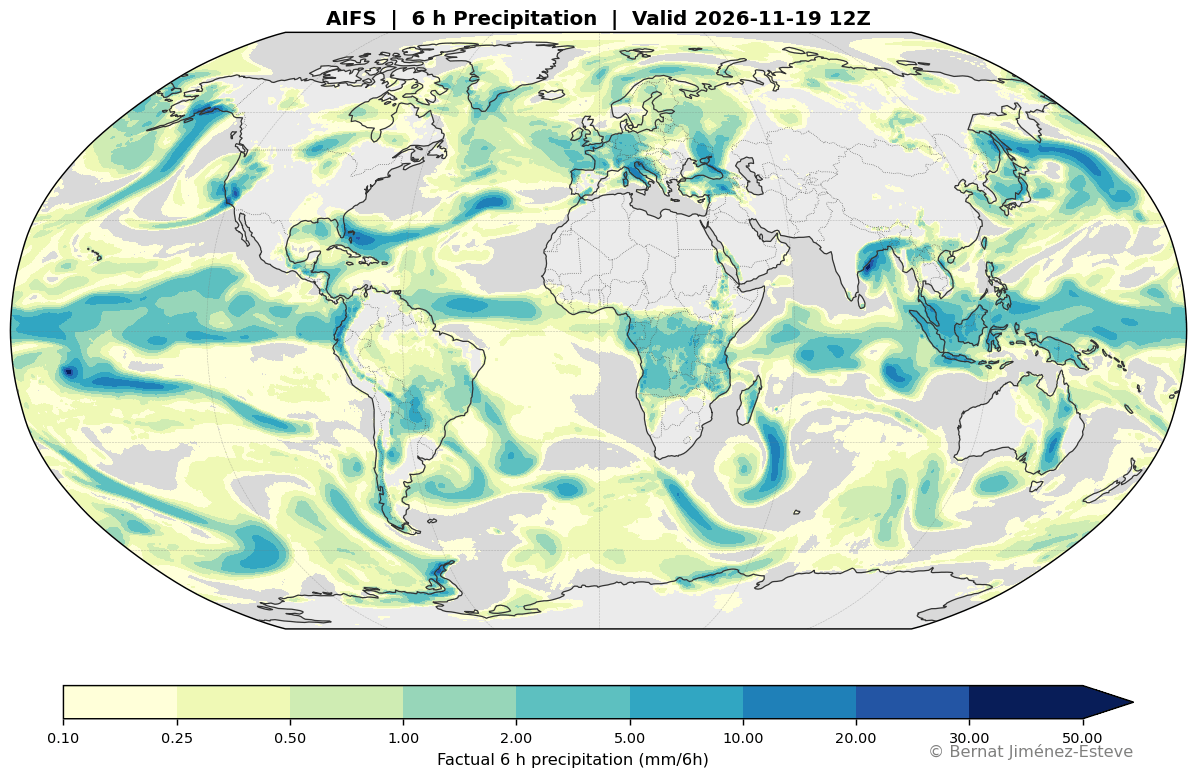 AIFS | 6 h Precipitation | Valid 2026-11-19 12Z
0.10 0.25 0.50 1.00 2.00 5.00 10.00 20.00 30.00 50.00
Factual 6 h precipitation (mm/6h)
© Bernat Jiménez-Esteve